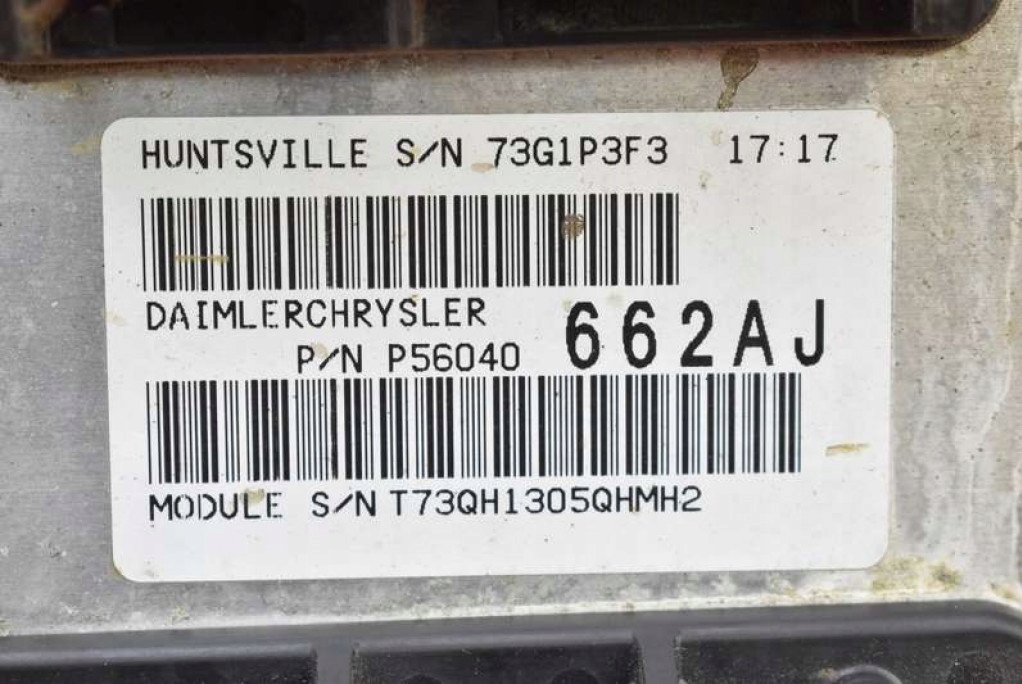 HUNTSVILLE S/N 73G1P3F3 17:17
DAIMLERCHRYSLER
P/N P56040 662AJ
MODULE S/N T73QH1305QHMH2